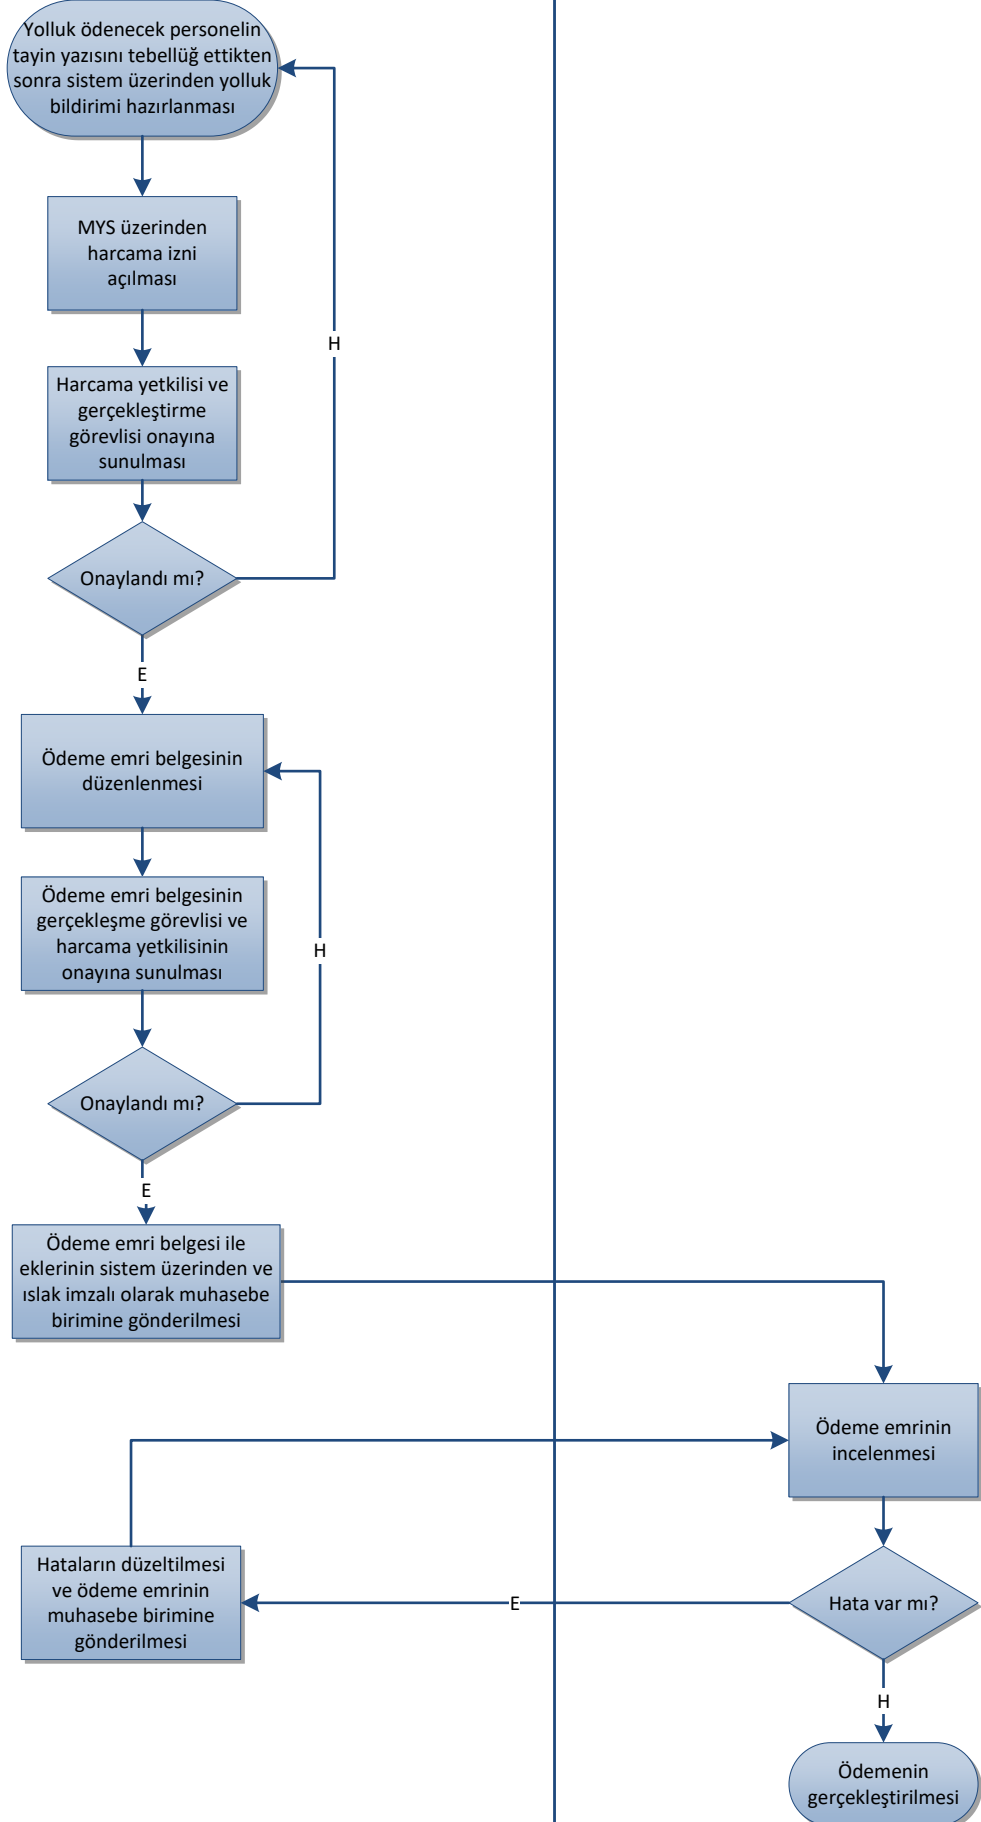 Yolluk ödenecek personelin
tayin yazısını tebellüğ ettikten
sonra sistem üzerinden yolluk
bildirimi hazırlanması
MYS üzerinden
harcama izni
açılması
H
Harcama yetkilisi ve
gerçekleştirme
görevlisi onayına
sunulması
Onaylandı mı?
E
Ödeme emri belgesinin
düzenlenmesi
Ödeme emri belgesinin
gerçekleşme görevlisi ve
harcama yetkilisinin
onayına sunulması
H
Onaylandı mı?
E
Ödeme emri belgesi ile
eklerinin sistem üzerinden ve
ıslak imzalı olarak muhasebe
birimine gönderilmesi
Ödeme emrinin
incelenmesi
Hataların düzeltilmesi
ve ödeme emrinin
muhasebe birimine
gönderilmesi
E
Hata var mı?
H
Ödemenin
gerçekleştirilmesi